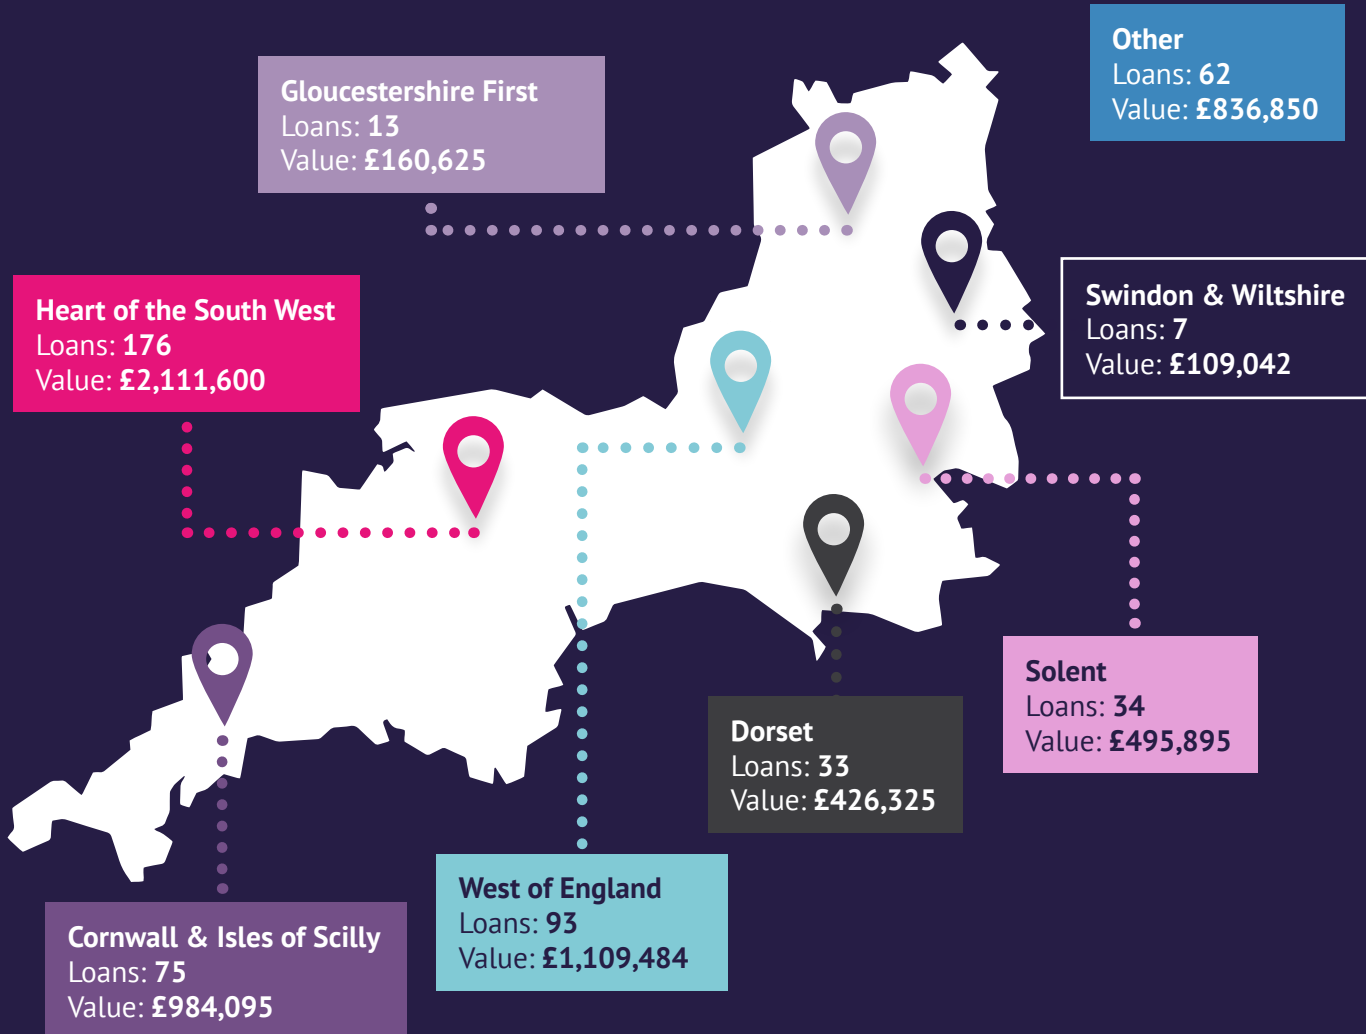 Other
Loans: 62
Value: £836,850
Gloucestershire First
Loans: 13
Value: £160,625
Swindon & Wiltshire
Loans: 7
Value: £109,042
Heart of the South West
Loans: 176
Value: £2,111,600
Solent
Loans: 34
Value: £495,895
Dorset
Loans: 33
Value: £426,325
West of England
Loans: 93
Value: £1,109,484
Cornwall & Isles of Scilly
Loans: 75
Value: £984,095